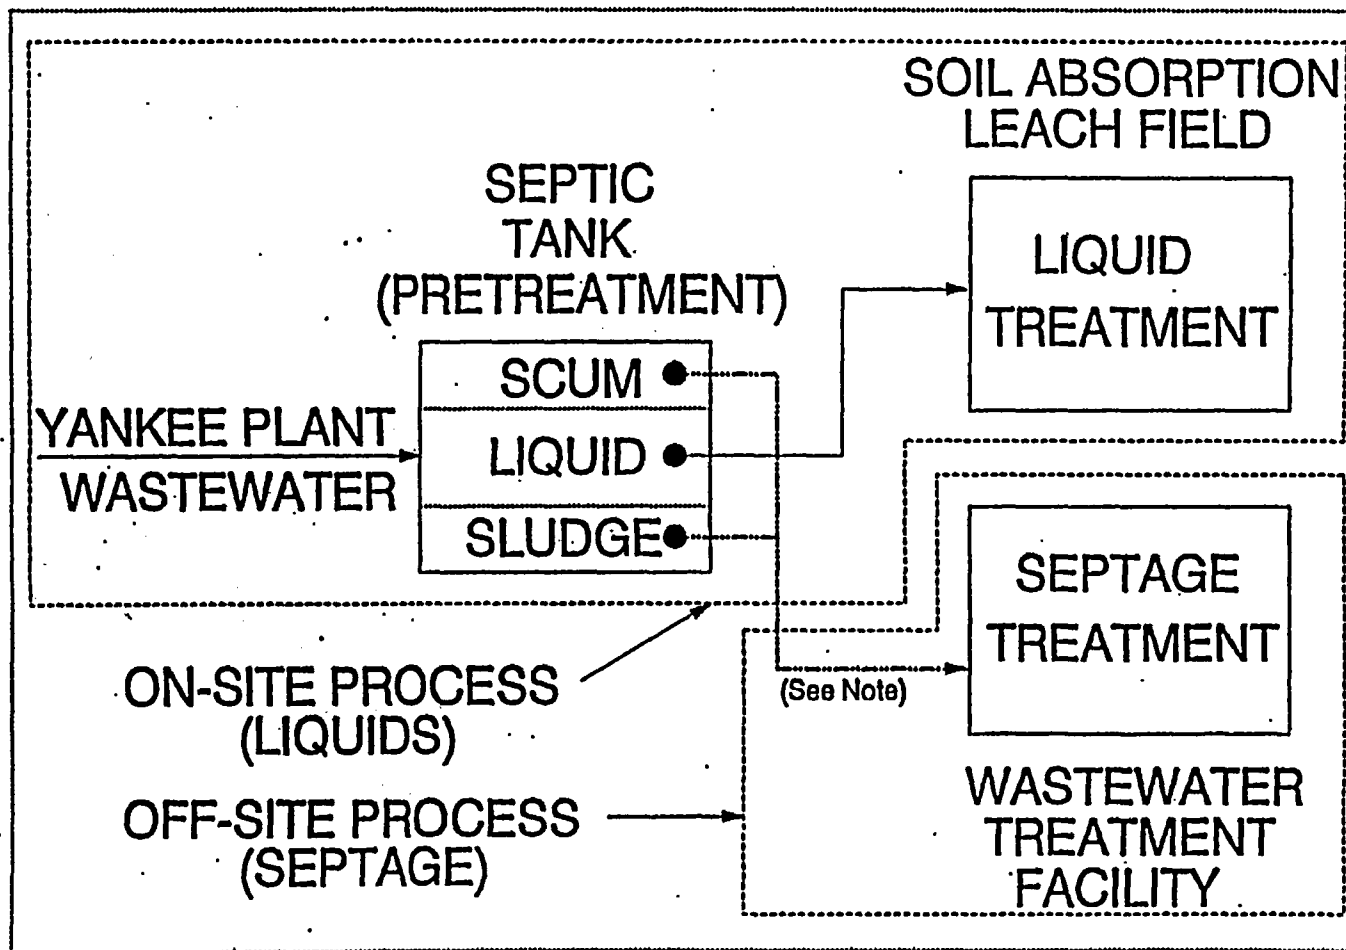 SOIL ABSORPTION
LEACH FIELD
SEPTIC
TANK
(PRETREATMENT)
LIQUID
TREATMENT
SCUM
YANKEE PLANT
WASTEWATER
LIQUID
SLUDGE
SEPTAGE
TREATMENT
(See Note)
ON-SITE PROCESS
(LIQUIDS)
OFF-SITE PROCESS
(SEPTAGE)
WASTEWATER
TREATMENT
FACILITY